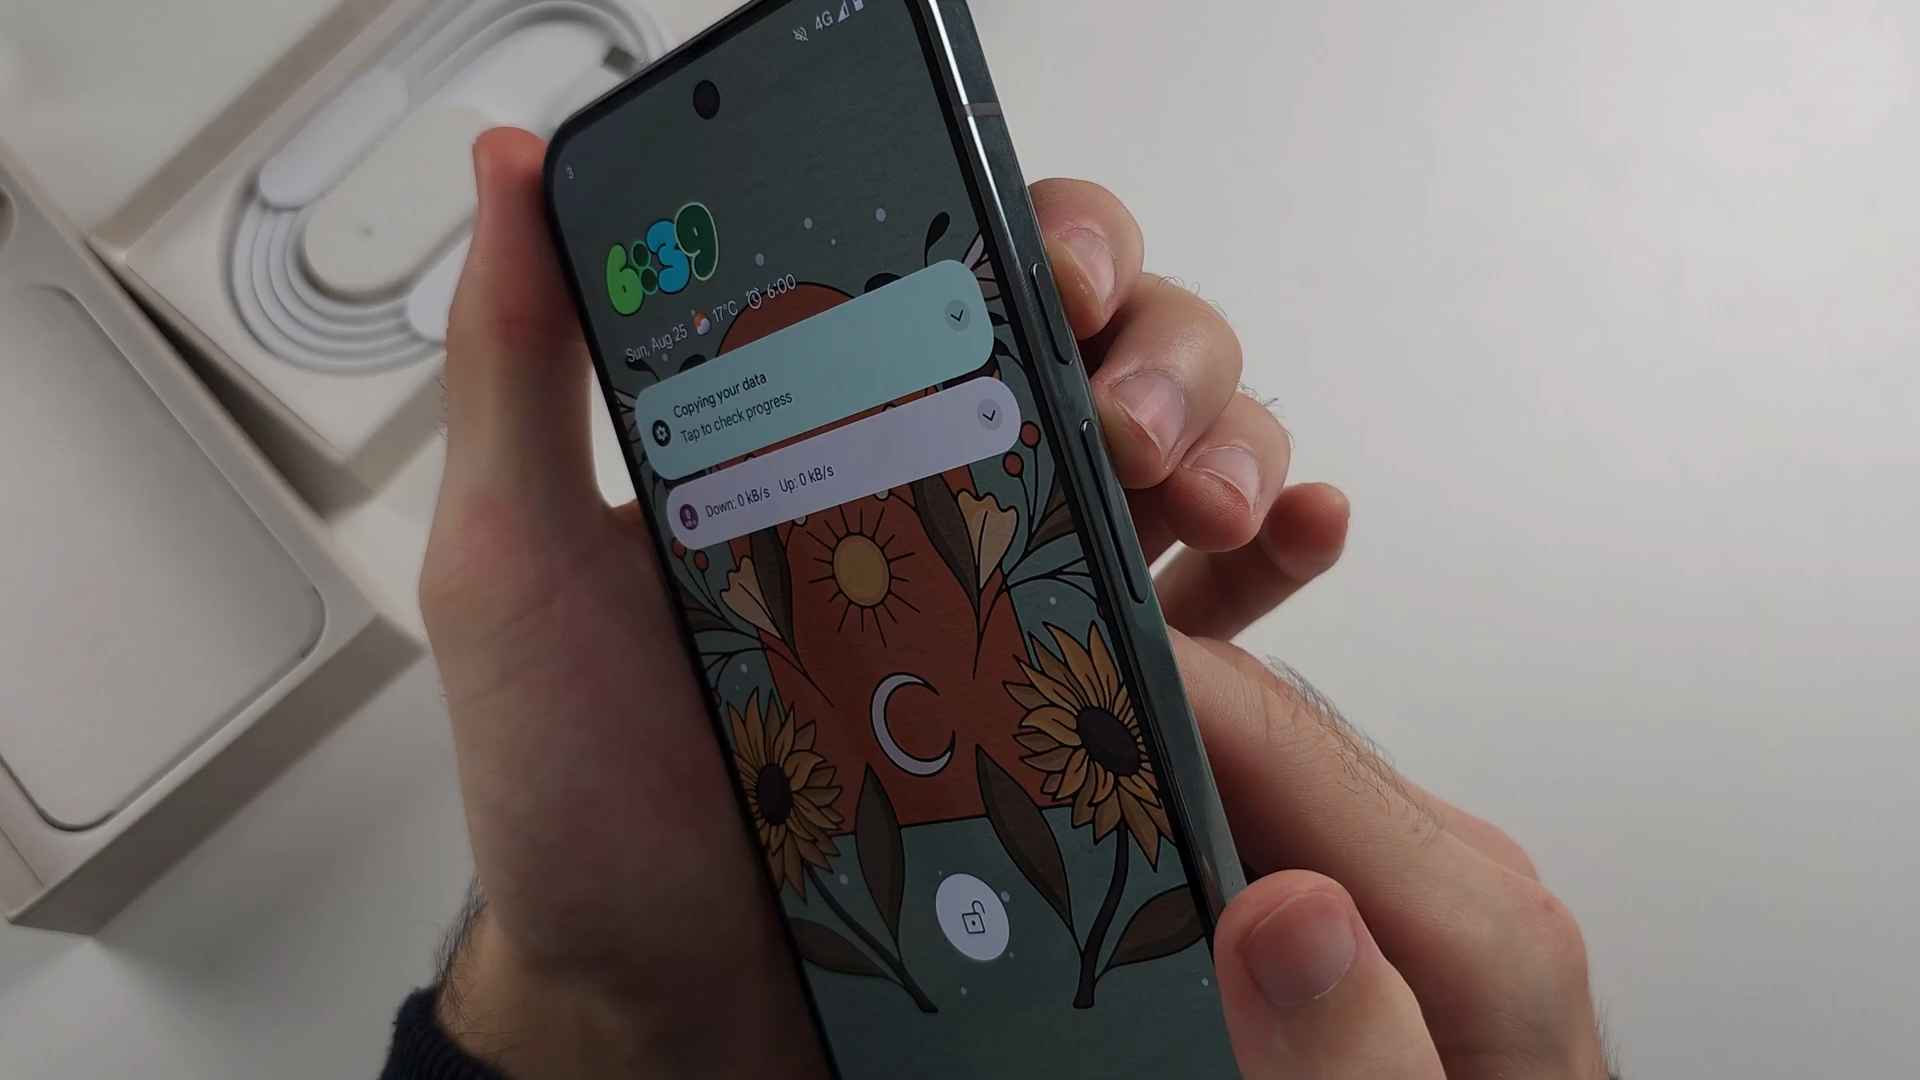 4G
3
6:39
Sun, Aug 25 17°C 6:00
Copying your data
Tap to check progress
Down: 0 kB/s Up: 0 kB/s